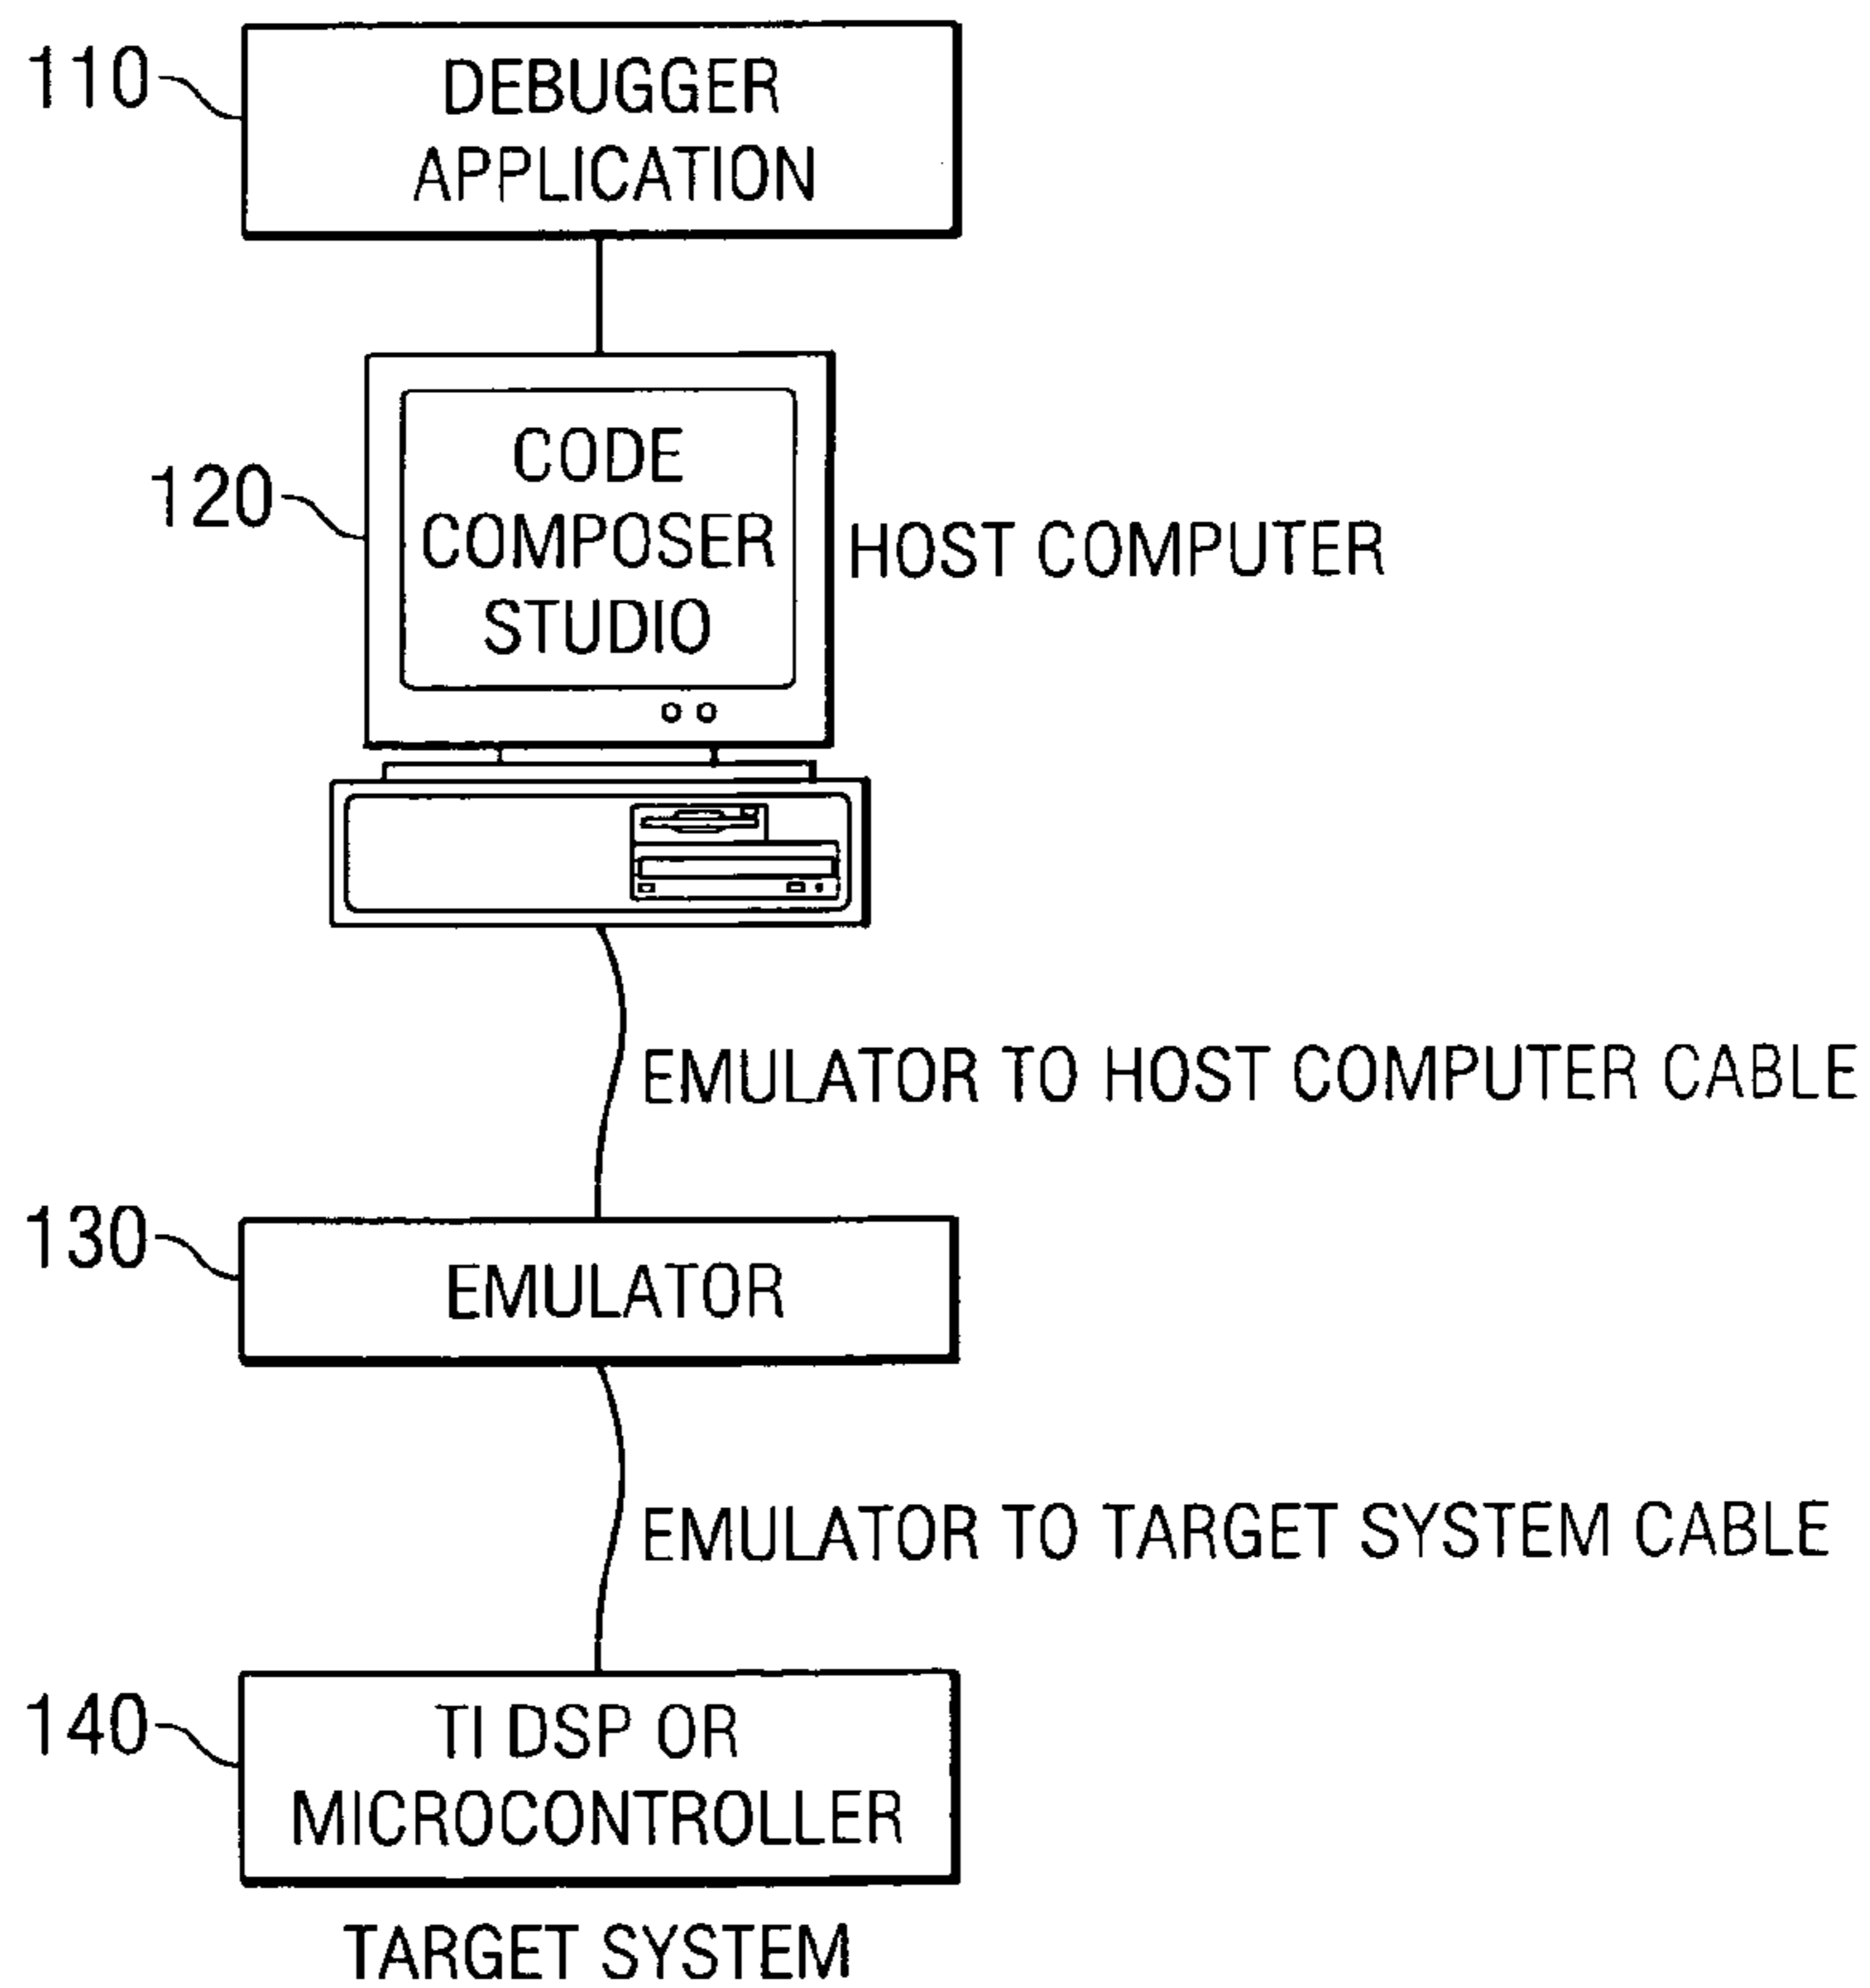 110
DEBUGGER
APPLICATION
120
CODE
COMPOSER
STUDIO
HOST COMPUTER
EMULATOR TO HOST COMPUTER CABLE
130
EMULATOR
EMULATOR TO TARGET SYSTEM CABLE
140
TI DSP OR
MICROCONTROLLER
TARGET SYSTEM